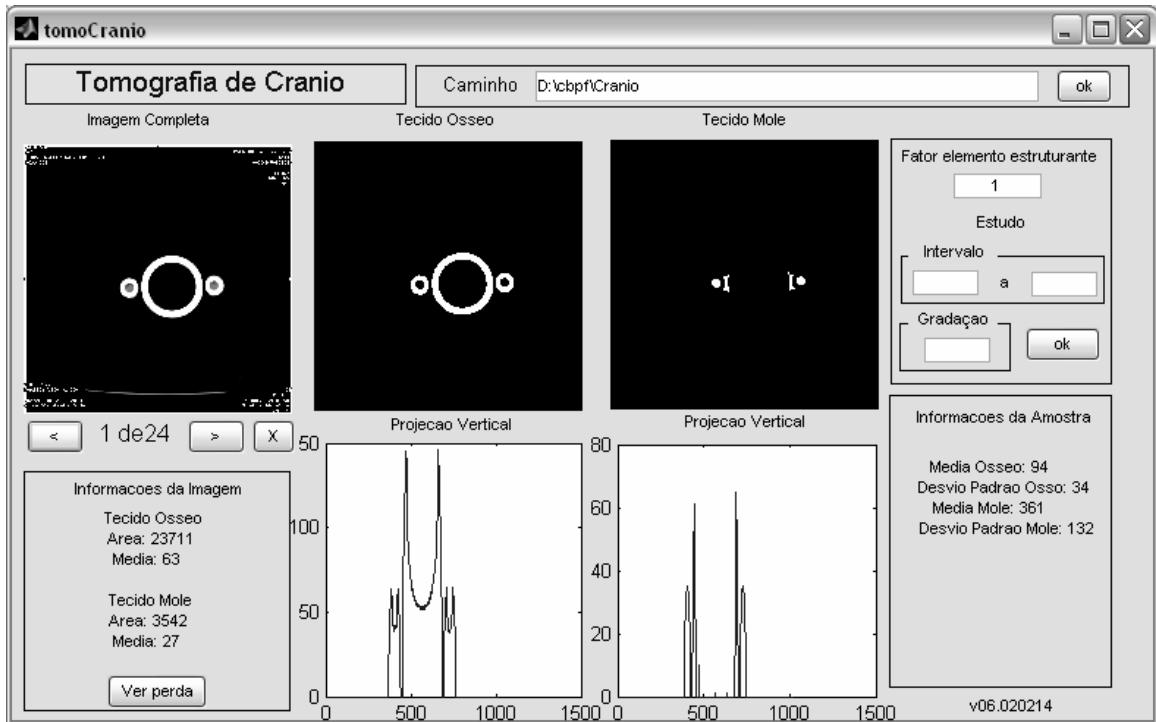 tomoCranio
Tomografia de Cranio
Caminho D:\cbpf\Cranio ok
Imagem Completa
Tecido Osseo
Tecido Mole
Fator elemento estruturante
1
Estudo
Intervalo
a
Gradaçao
ok
< 1 de24 > X
Projecao Vertical
50
100
50
0
0 500 1000 1500
Projecao Vertical
80
60
40
20
0
0 500 1000 1500
Informacoes da Imagem
Tecido Osseo
Area: 23711
Media: 63
Tecido Mole
Area: 3542
Media: 27
Ver perda
Informacoes da Amostra
Media Osseo: 94
Desvio Padrao Osso: 34
Media Mole: 361
Desvio Padrao Mole: 132
v06.020214